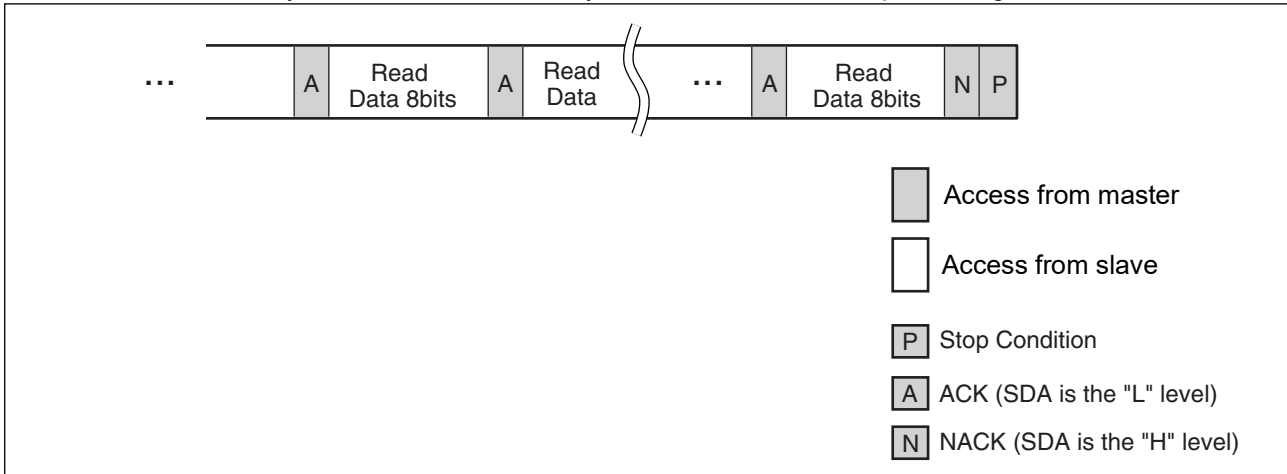 ... A Read Data 8bits A Read Data ... A Read Data 8bits N P
Access from master
Access from slave
P Stop Condition
A ACK (SDA is the "L" level)
N NACK (SDA is the "H" level)